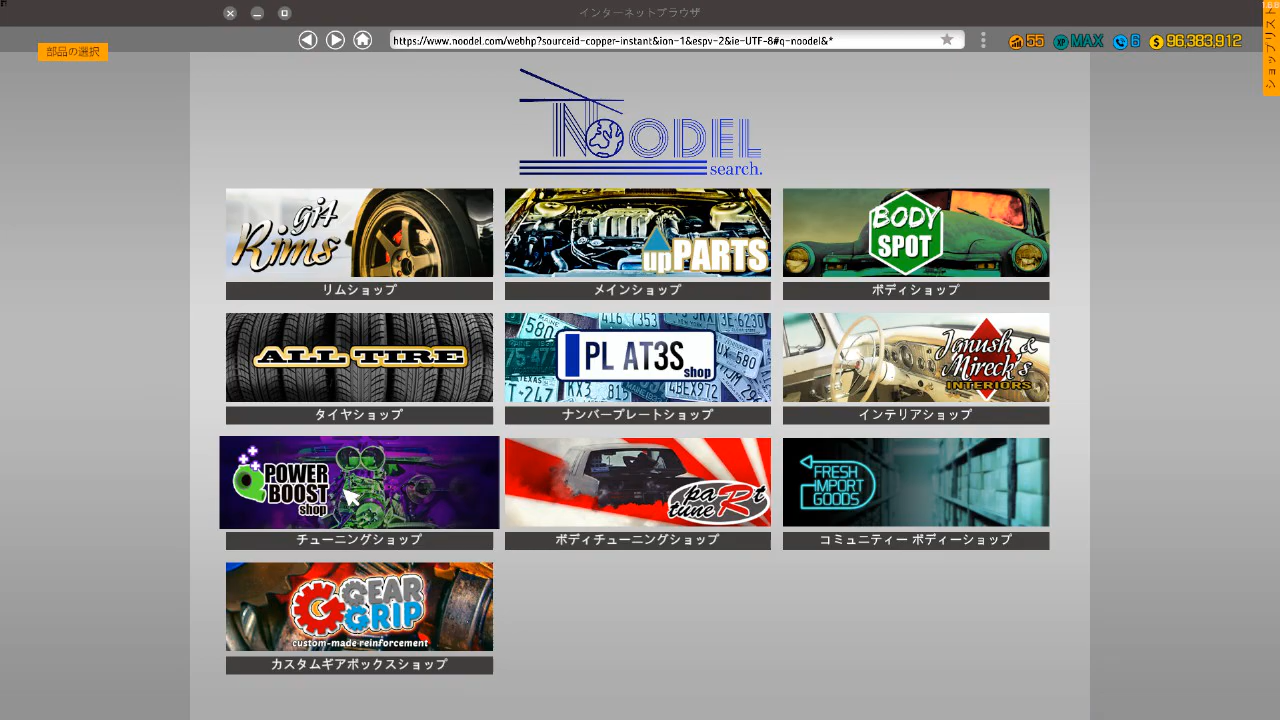 インターネットブラウザ
1.6.8
部品の選択
https://www.noodel.com/webhp?sourceid-copper-instant&ion-1&espv-2&ie-UTF-8#q-noodel&*
55
XP MAX
6
$ 96,383,912
ショップリスト
NOODEL
search.
gj4
Rims
upPARTS
BODY
SPOT
リムショップ
メインショップ
ボディショップ
ALL TIRE
PL AT3S
shop
Janush &
Mireck's
INTERIORS
タイヤショップ
ナンバープレートショップ
インテリアショップ
POWER
BOOST
shop
paRt
tune
FRESH
IMPORT
GOODS
チューニングショップ
ボディチューニングショップ
コミュニティー ボディーショップ
GEAR
GRIP
custom-made reinforcement
カスタムギアボックスショップ